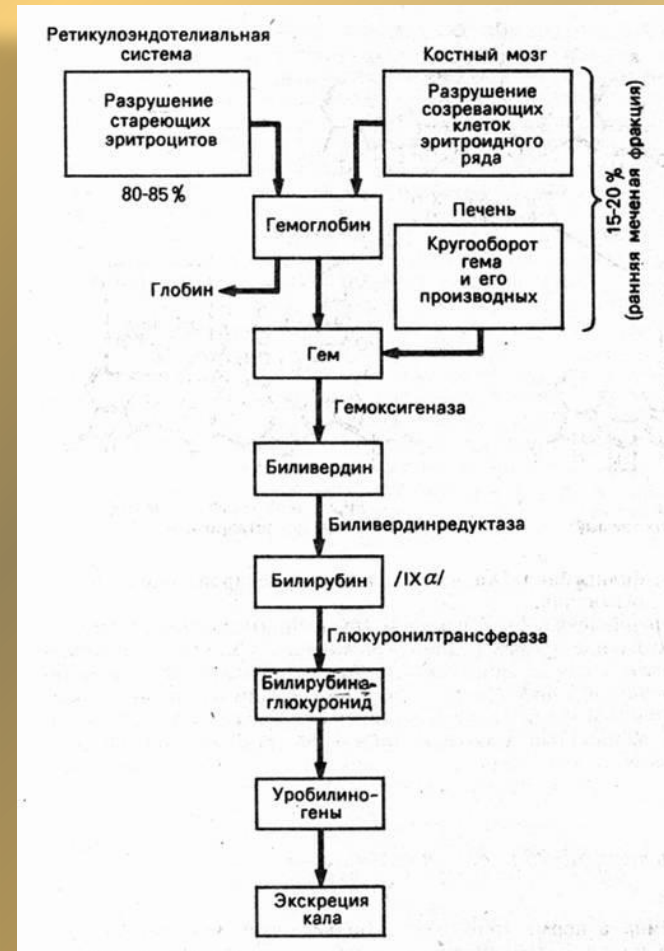 Ретикулоэндотелиальная
система
Разрушение
стареющих
эритроцитов
80-85 %
Костный мозг
Разрушение
созревающих
клеток
эритроидного
ряда
15-20 %
(ранняя меченая фракция)
Гемоглобин
Печень
Кругооборот
гема
и его
производных
Глобин
Гем
Гемоксигеназа
Биливердин
Биливердинредуктаза
Билирубин
/IXα/
Глюкуронилтрансфераза
Билирубина-
глюкуронид
Уробилино-
гены
Экскреция
кала